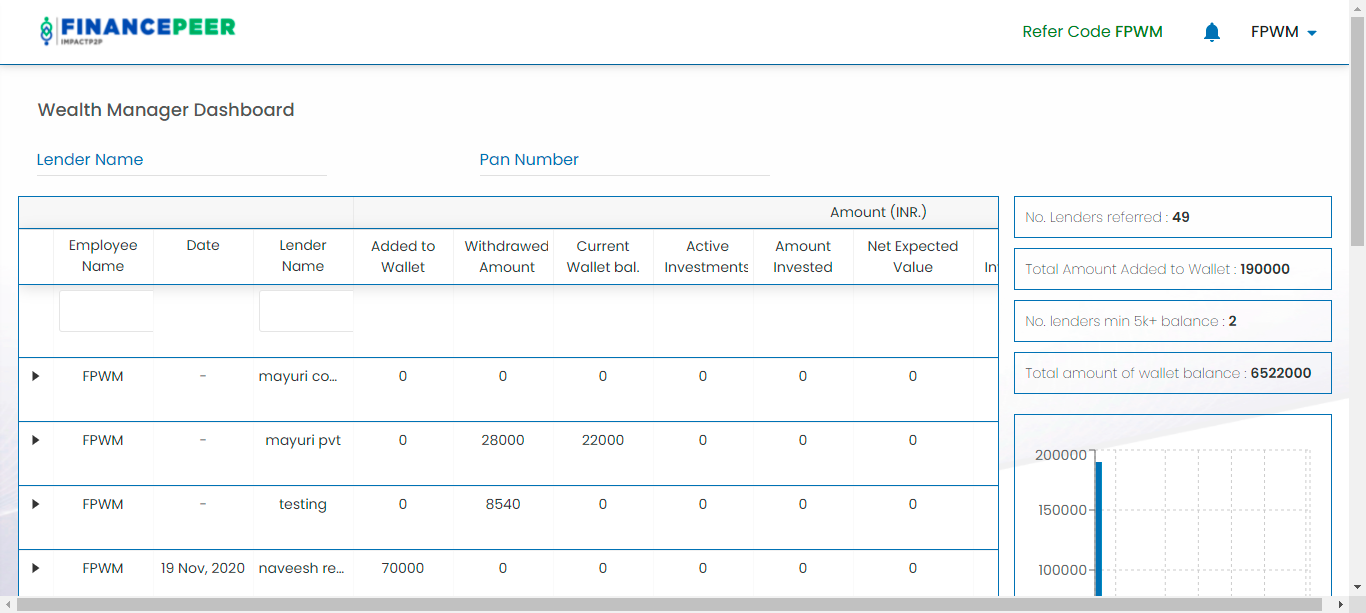 FINANCEPEER
IMPACTP2P
Refer Code FPWM
FPWM
Wealth Manager Dashboard
Lender Name
Pan Number
Amount (INR.)
Employee Name
Date
Lender Name
Added to Wallet
Withdrawed Amount
Current Wallet bal.
Active Investments
Amount Invested
Net Expected Value
FPWM - mayuri co... 0 0 0 0 0 0
FPWM - mayuri pvt 0 28000 22000 0 0 0
FPWM - testing 0 8540 0 0 0 0
FPWM 19 Nov, 2020 naveesh re... 70000 0 0 0 0 0
No. Lenders referred : 49
Total Amount Added to Wallet : 190000
No. lenders min 5k+ balance : 2
Total amount of wallet balance : 6522000
200000
150000
100000